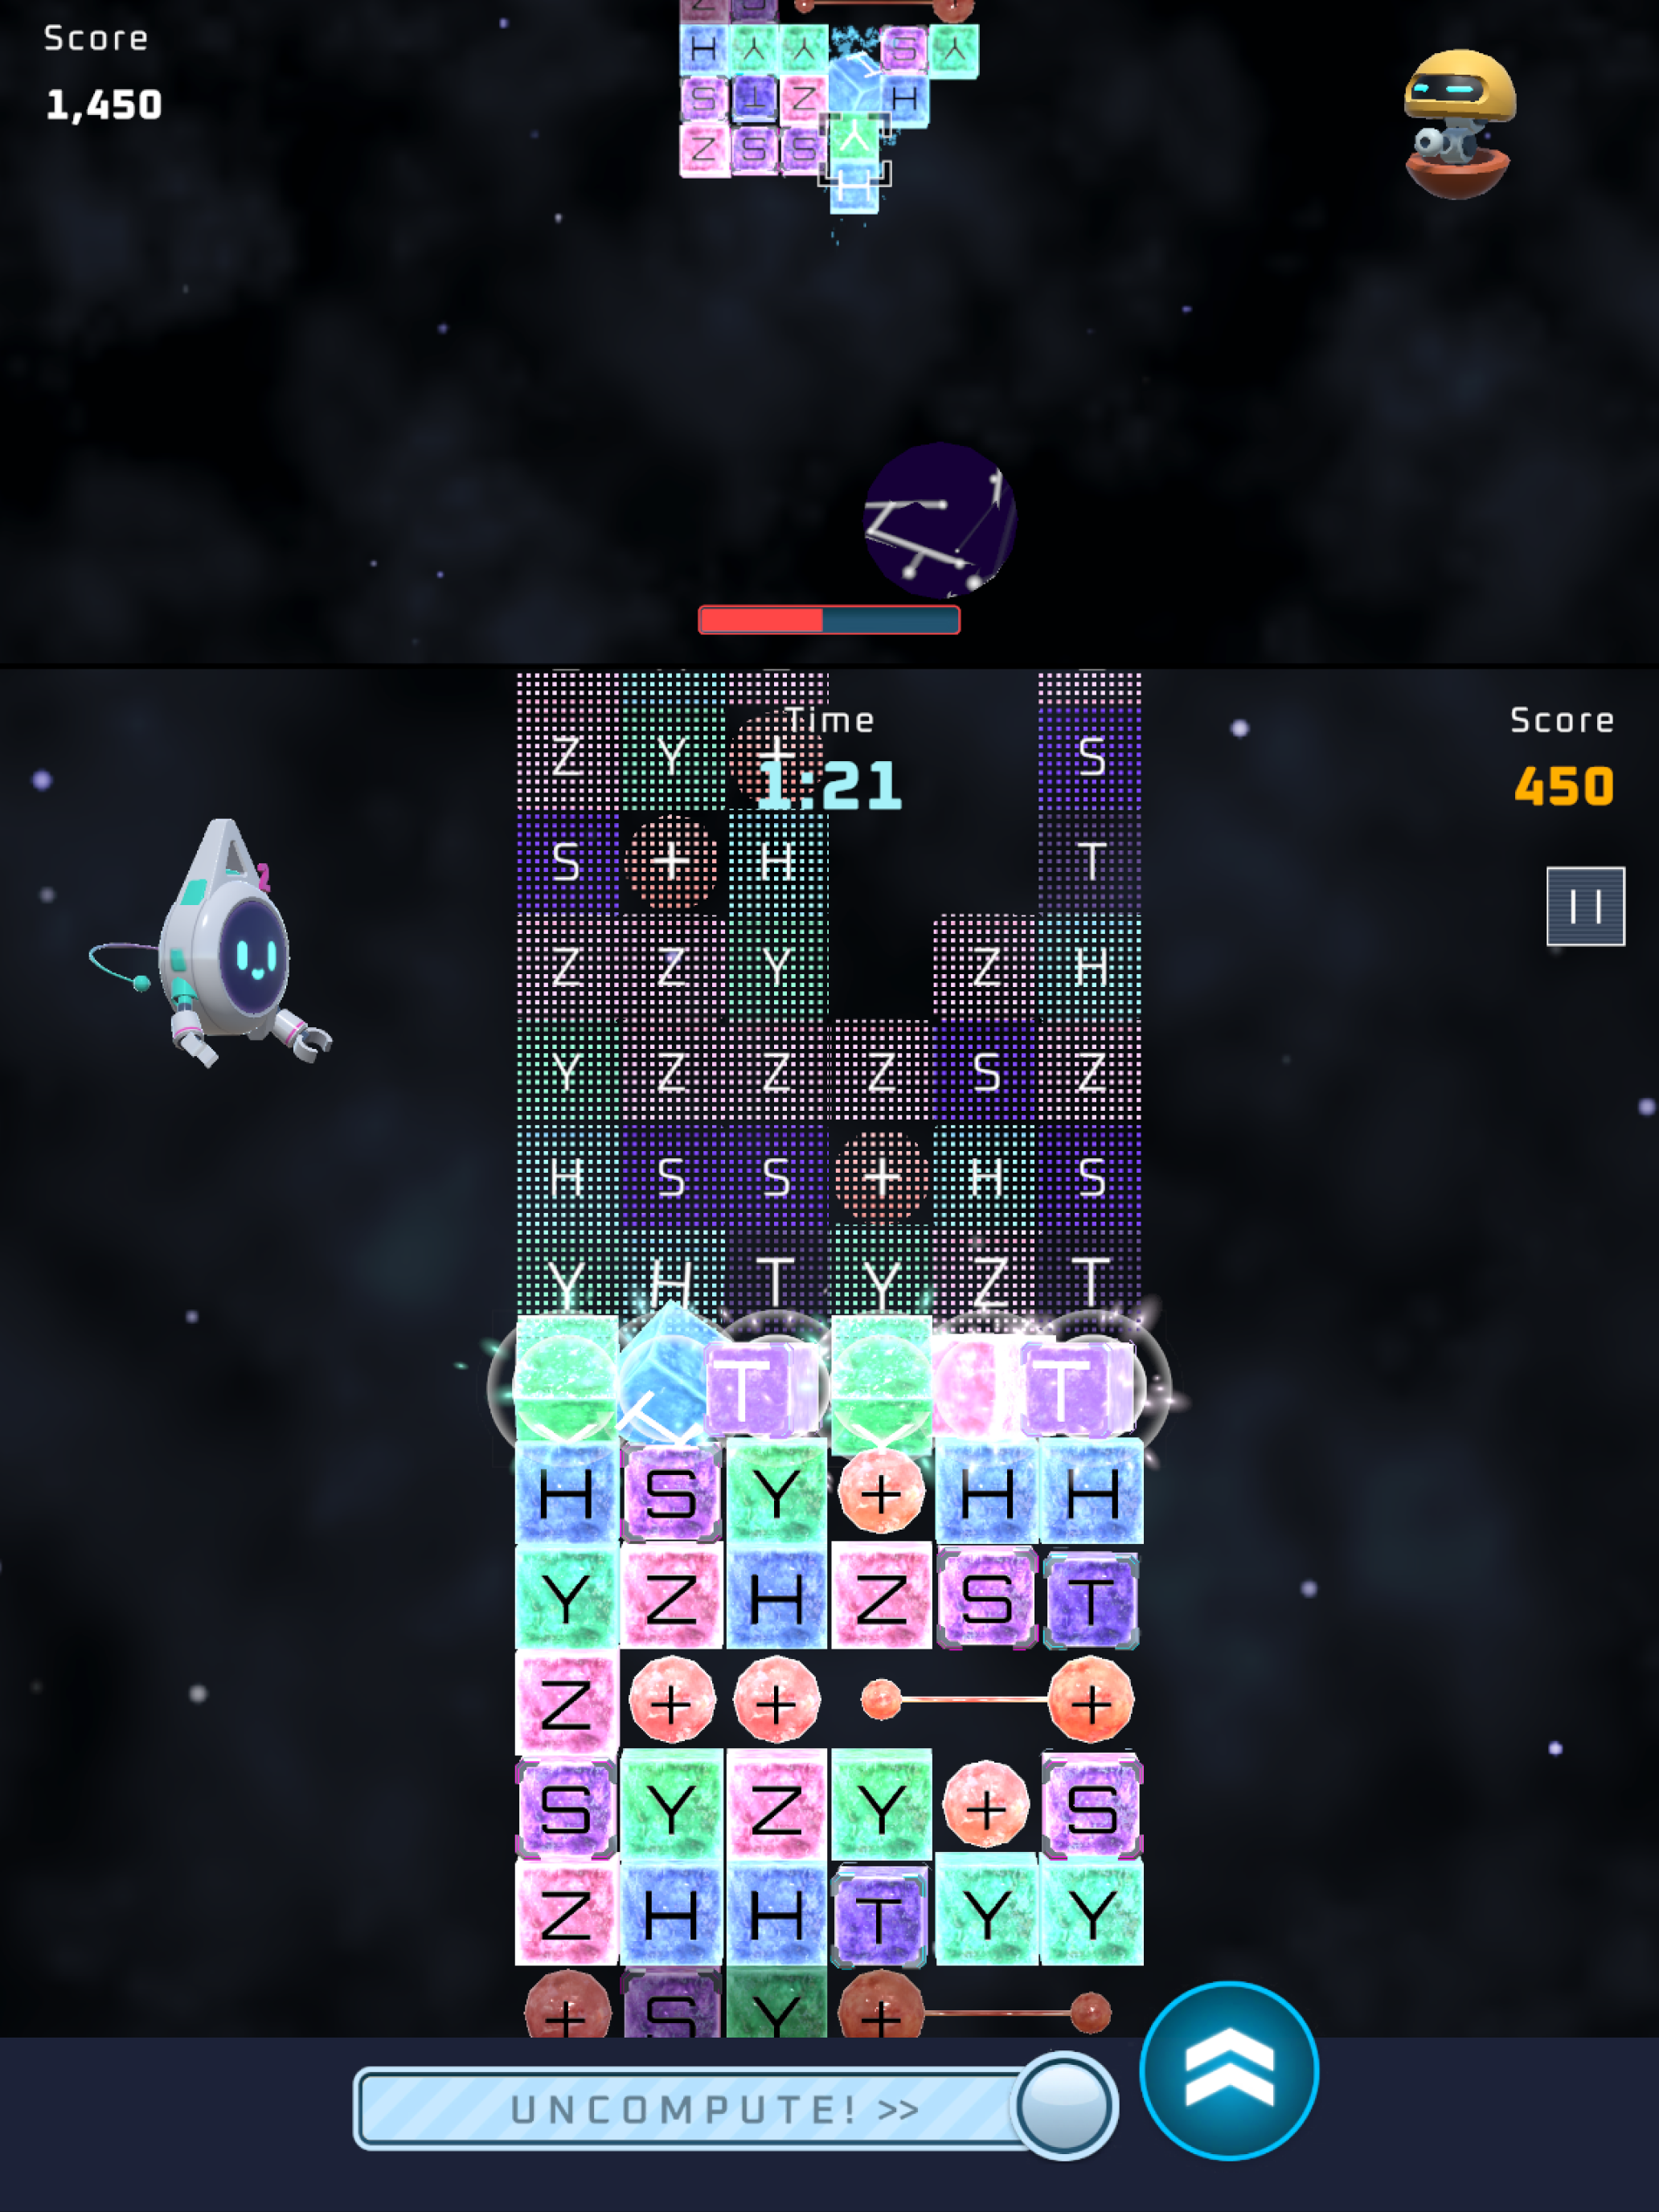 Score
1,450
H Y Y S Y
S T Z H
Z S S Y
H
Time
1:21
Score
450
Z Y + S
S + H T
Z Z Y Z H
Y Z Z Z S Z
H S S + H S
Y H T Y Z T
T T
H S Y + H H
Y Z H Z S T
Z + + +
S Y Z Y + S
Z H H T Y Y
+ S Y +
UNCOMPUTE! >>